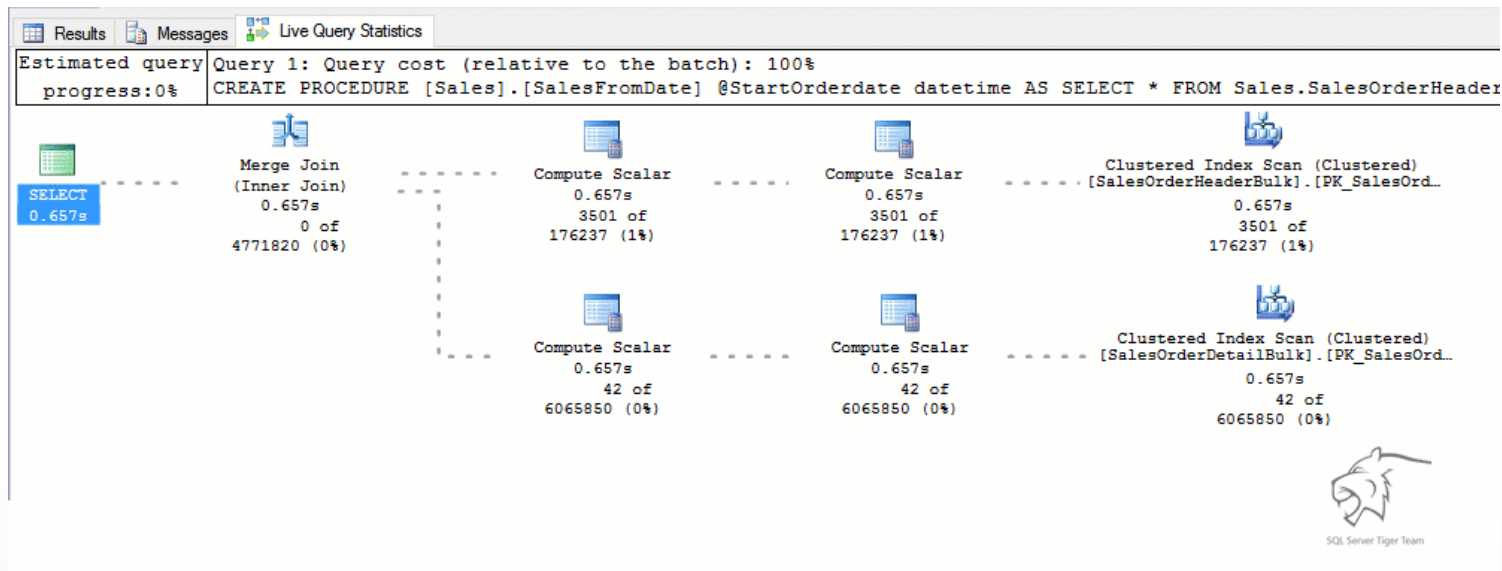 Results Messages Live Query Statistics
Estimated query progress:0%
Query 1: Query cost (relative to the batch): 100%
CREATE PROCEDURE [Sales].[SalesFromDate] @StartOrderdate datetime AS SELECT * FROM Sales.SalesOrderHeader
SELECT
0.657s
Merge Join
(Inner Join)
0.657s
0 of
4771820 (0%)
Compute Scalar
0.657s
3501 of
176237 (1%)
Compute Scalar
0.657s
3501 of
176237 (1%)
Clustered Index Scan (Clustered)
[SalesOrderHeaderBulk].[PK_SalesOrd…
0.657s
3501 of
176237 (1%)
Compute Scalar
0.657s
42 of
6065850 (0%)
Compute Scalar
0.657s
42 of
6065850 (0%)
Clustered Index Scan (Clustered)
[SalesOrderDetailBulk].[PK_SalesOrd…
0.657s
42 of
6065850 (0%)
SQL Server Tiger Team